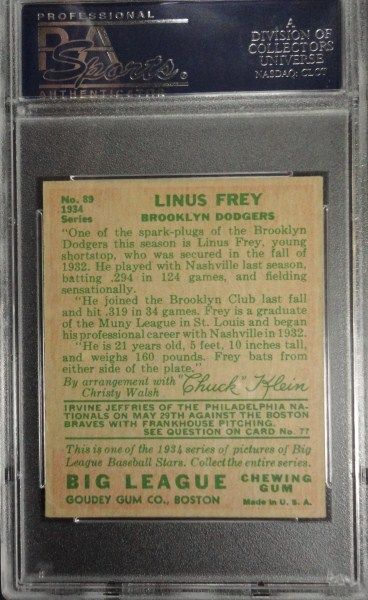 PROFESSIONAL
PSA
Sports
AUTHENTICATOR
A
DIVISION OF
COLLECTORS
UNIVERSE
NASDAQ: CLCT
No. 89
1934
Series
LINUS FREY
BROOKLYN DODGERS
"One of the spark-plugs of the Brooklyn
Dodgers this season is Linus Frey, young
shortstop, who was secured in the fall of
1932. He played with Nashville last season,
batting .294 in 124 games, and fielding
sensationally.
"He joined the Brooklyn Club last fall
and hit .319 in 34 games. Frey is a graduate
of the Muny League in St. Louis and began
his professional career with Nashville in 1932.
"He is 21 years old, 5 feet, 10 inches tall,
and weighs 160 pounds. Frey bats from
either side of the plate."
By arrangement with
Christy Walsh
"Chuck" Klein
IRVINE JEFFRIES OF THE PHILADELPHIA NA-
TIONALS ON MAY 29TH AGAINST THE BOSTON
BRAVES WITH FRANKHOUSE PITCHING.
SEE QUESTION ON CARD No. 77
This is one of the 1934 series of pictures of Big
League Baseball Stars. Collect the entire series.
BIG LEAGUE CHEWING GUM
GOUDEY GUM CO., BOSTON Made in U. S. A.